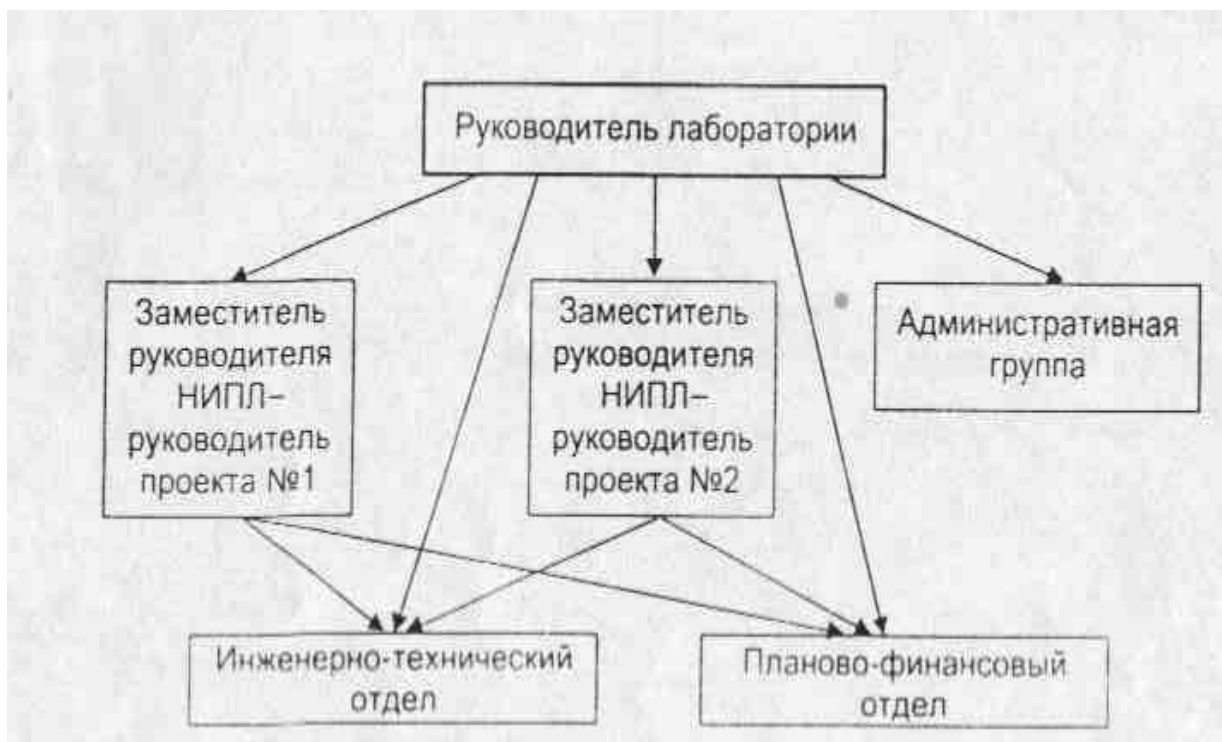 Руководитель лаборатории
Заместитель
руководителя
НИПЛ–
руководитель
проекта №1
Заместитель
руководителя
НИПЛ–
руководитель
проекта №2
Административная
группа
Инженерно-технический
отдел
Планово-финансовый
отдел